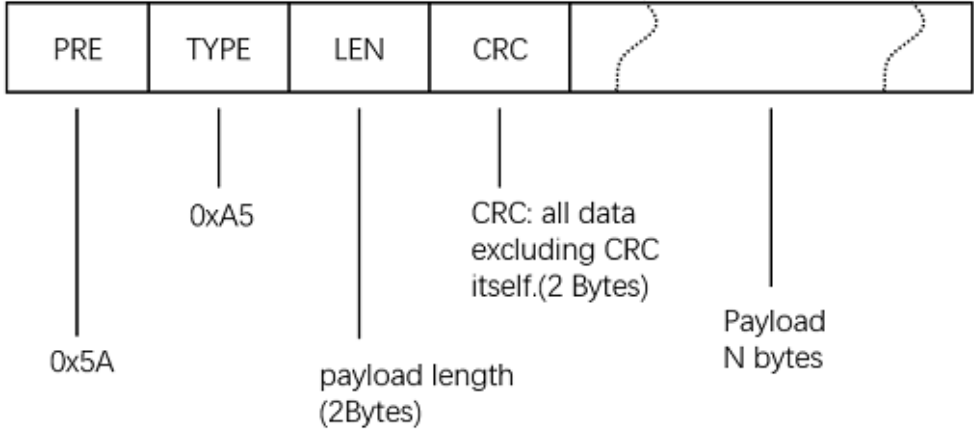 PRE TYPE LEN CRC
0xA5
CRC: all data
excluding CRC
itself.(2 Bytes)
Payload
N bytes
0x5A
payload length
(2Bytes)